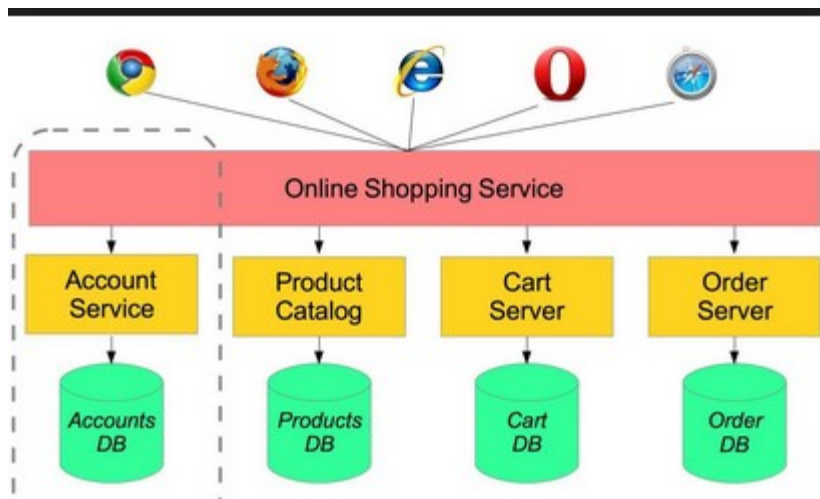 Online Shopping Service
Account
Service
Product
Catalog
Cart
Server
Order
Server
Accounts
DB
Products
DB
Cart
DB
Order
DB